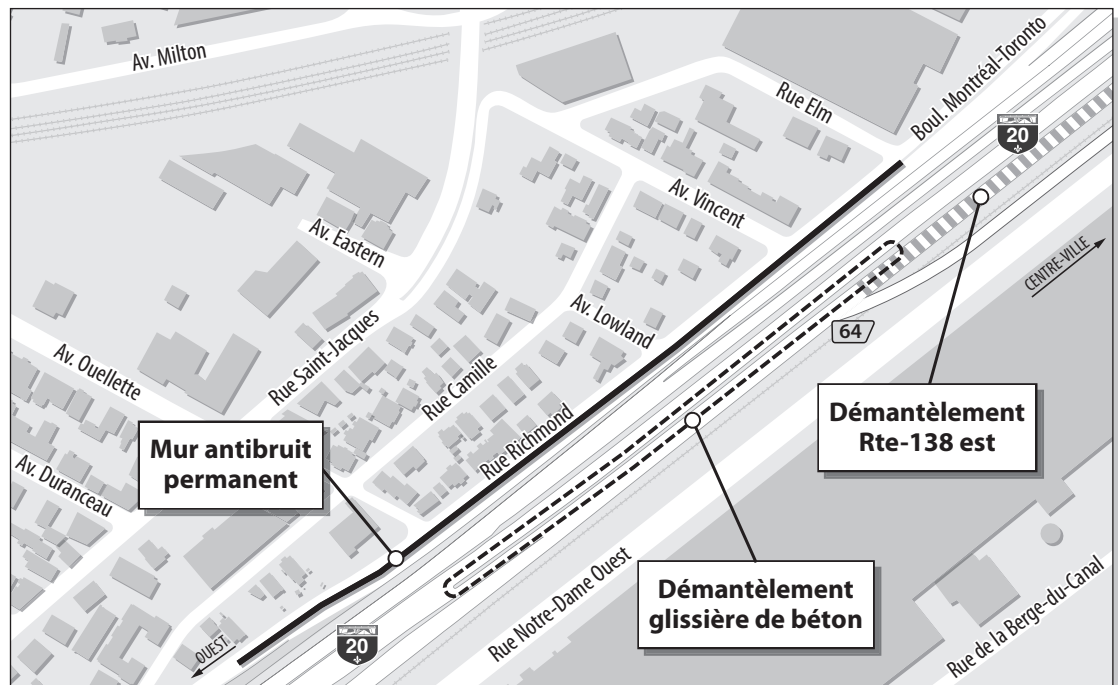 Av. Milton
Rue Elm
Boul. Montréal-Toronto
20
Av. Vincent
Av. Eastern
CENTRE-VILLE
Av. Lowland
64
Av. Ouellette
Rue Saint-Jacques
Rue Camille
Démantèlement
Rte-138 est
Mur antibruit
permanent
Rue Richmond
Av. Duranceau
Démantèlement
glissière de béton
Rue Notre-Dame Ouest
Rue de la Berge-du-Canal
OUEST
20